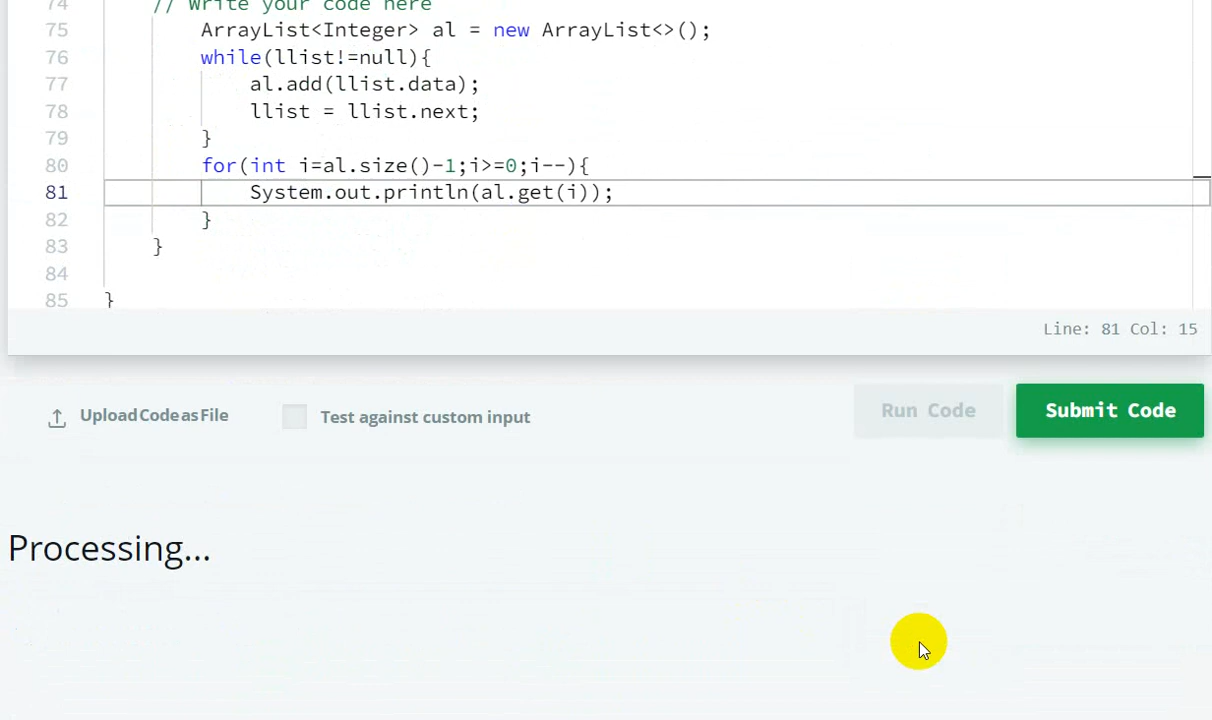 74 // Write your code here
75 ArrayList<Integer> al = new ArrayList<>();
76 while(llist!=null){
77 al.add(llist.data);
78 llist = llist.next;
79 }
80 for(int i=al.size()-1;i>=0;i--){
81 System.out.println(al.get(i));
82 }
83 }
84
85 }
Line: 81 Col: 15
Upload Code as File
Test against custom input
Run Code
Submit Code
Processing...